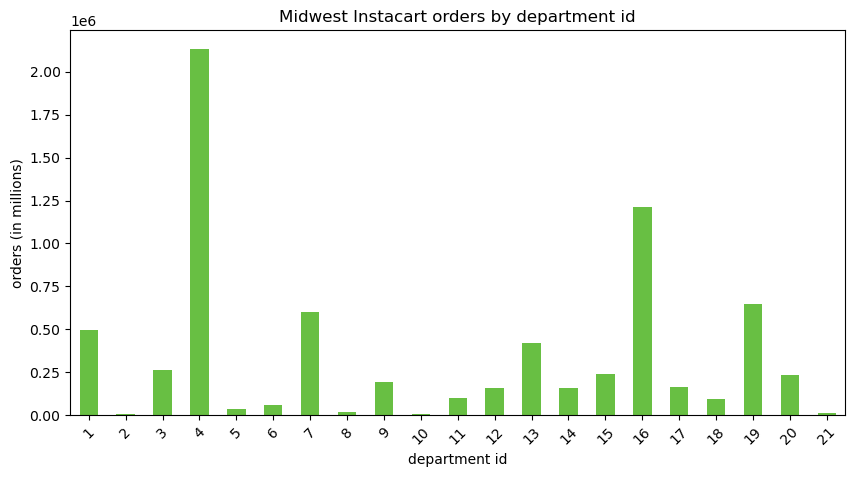 Midwest Instacart orders by department id
1e6
2.00
1.75
1.50
1.25
1.00
0.75
0.50
0.25
0.00
orders (in millions)
1 2 3 4 5 6 7 8 9 10 11 12 13 14 15 16 17 18 19 20 21
department id